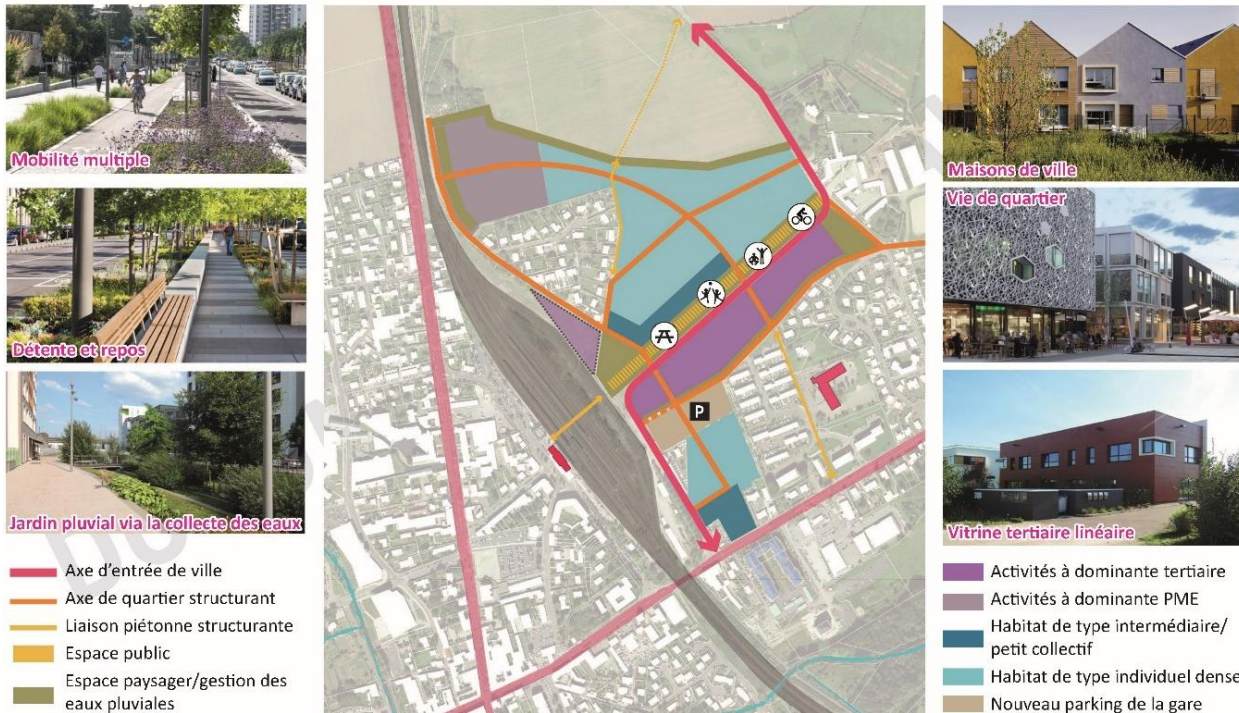 Mobilité multiple
Détente et repos
Jardin pluvial via la collecte des eaux
Axe d'entrée de ville
Axe de quartier structurant
Liaison piétonne structurante
Espace public
Espace paysager/gestion des
eaux pluviales
P
Maisons de ville
Vie de quartier
Vitrine tertiaire linéaire
Activités à dominante tertiaire
Activités à dominante PME
Habitat de type intermédiaire/
petit collectif
Habitat de type individuel dense
Nouveau parking de la gare